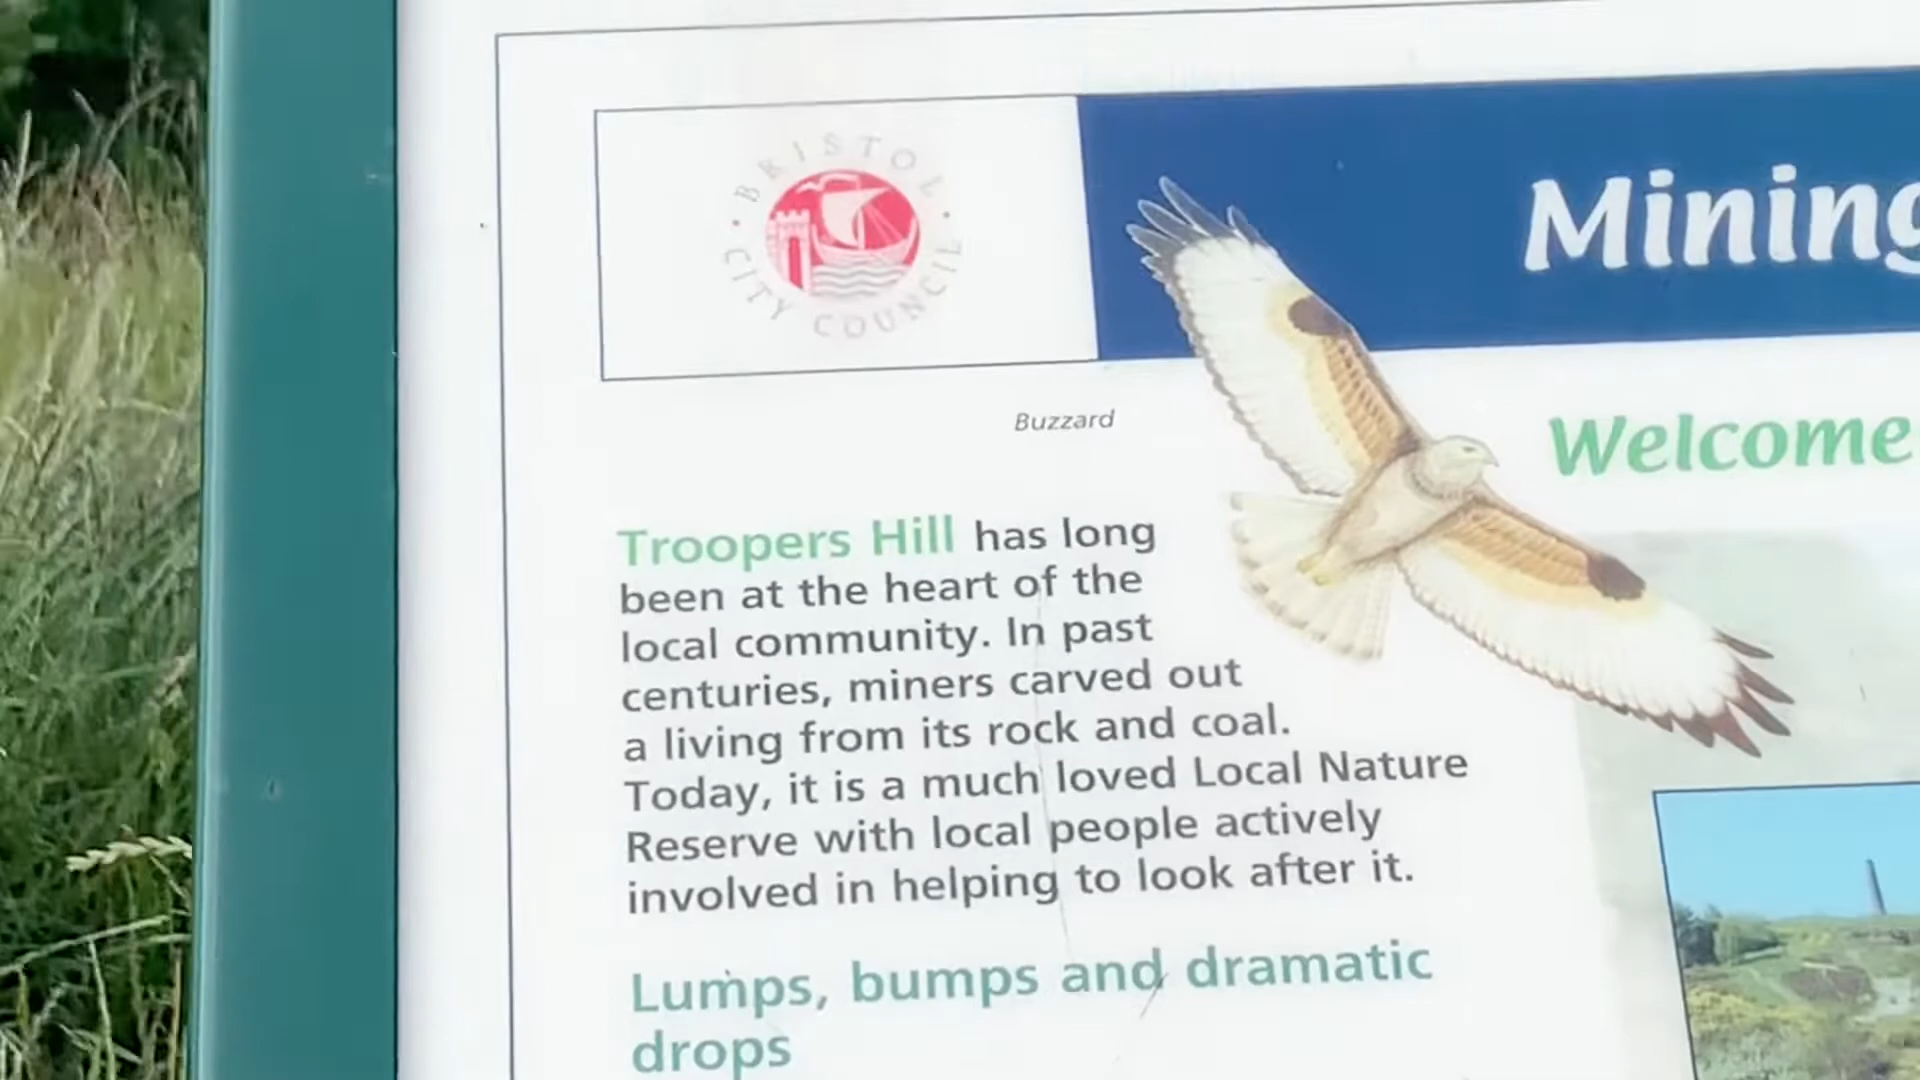 BRISTOL
CITY COUNCIL
Mining
Buzzard
Welcome
Troopers Hill has long
been at the heart of the
local community. In past
centuries, miners carved out
a living from its rock and coal.
Today, it is a much loved Local Nature
Reserve with local people actively
involved in helping to look after it.
Lumps, bumps and dramatic
drops